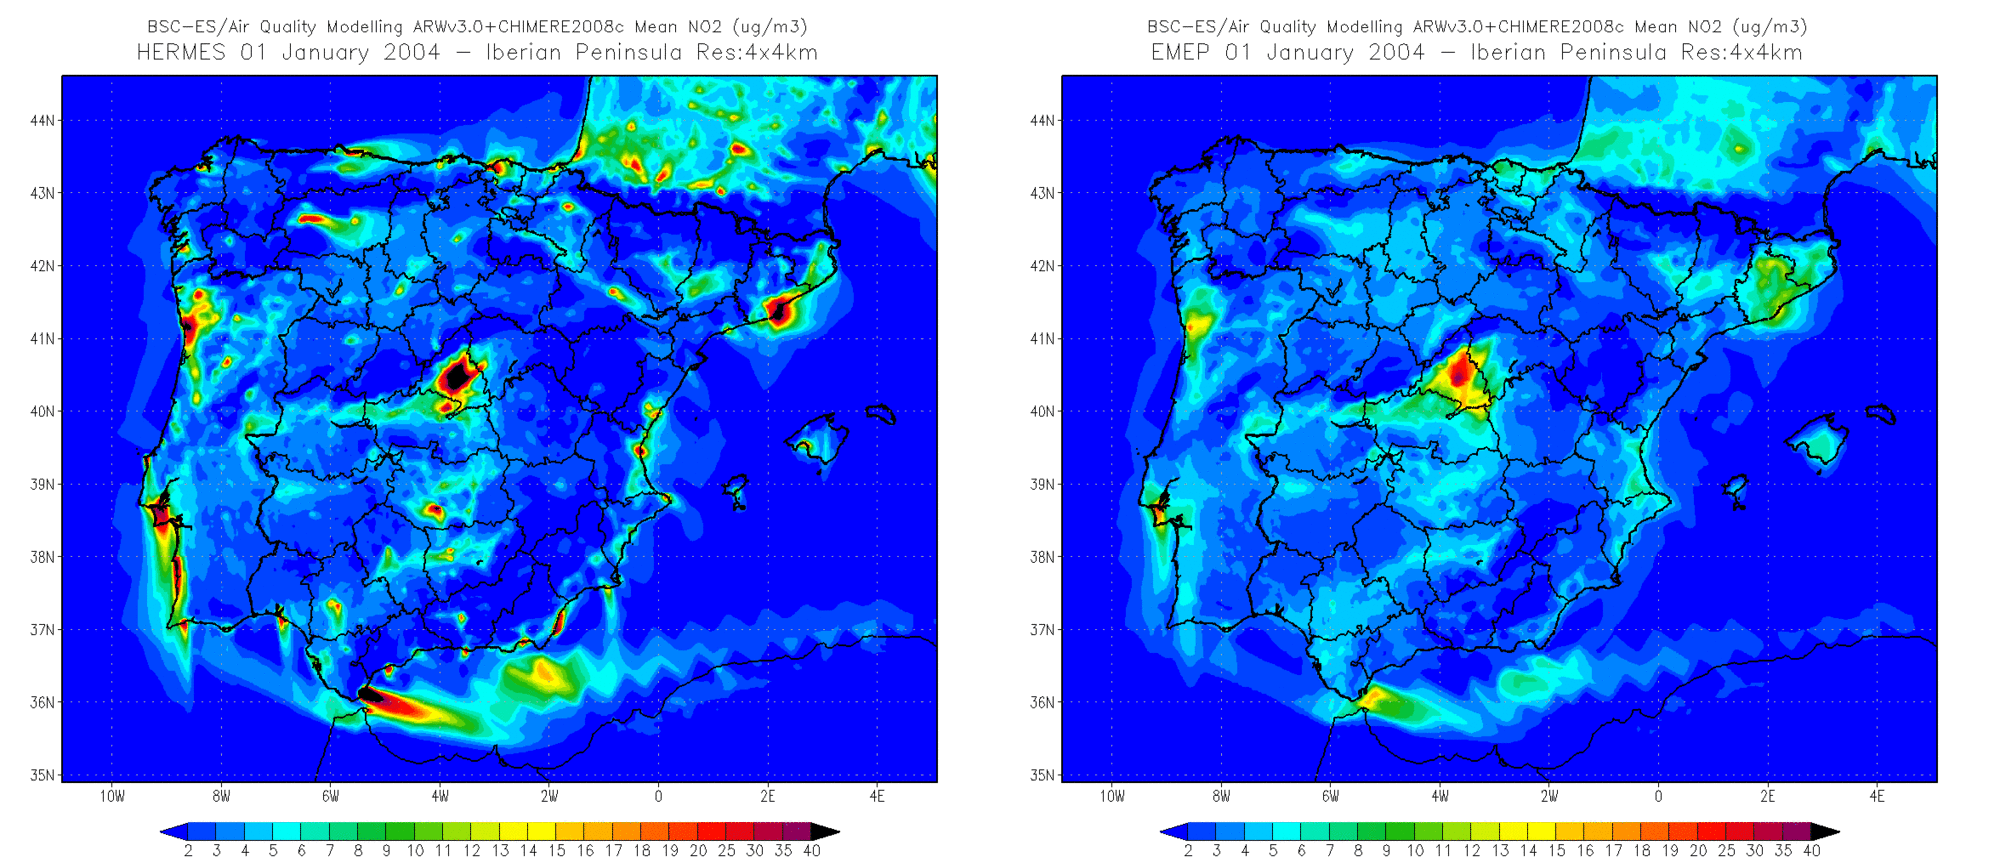 BSC-ES/Air Quality Modelling ARWv3.0+CHIMERE2008c Mean NO2 (ug/m3)
HERMES 01 January 2004 – Iberian Peninsula Res:4x4km
44N
43N
42N
41N
40N
39N
38N
37N
36N
35N
10W 8W 6W 4W 2W 0 2E 4E
2 3 4 5 6 7 8 9 10 11 12 13 14 15 16 17 18 19 20 25 30 35 40
BSC-ES/Air Quality Modelling ARWv3.0+CHIMERE2008c Mean NO2 (ug/m3)
EMEP 01 January 2004 – Iberian Peninsula Res:4x4km
44N
43N
42N
41N
40N
39N
38N
37N
36N
35N
10W 8W 6W 4W 2W 0 2E 4E
2 3 4 5 6 7 8 9 10 11 12 13 14 15 16 17 18 19 20 25 30 35 40